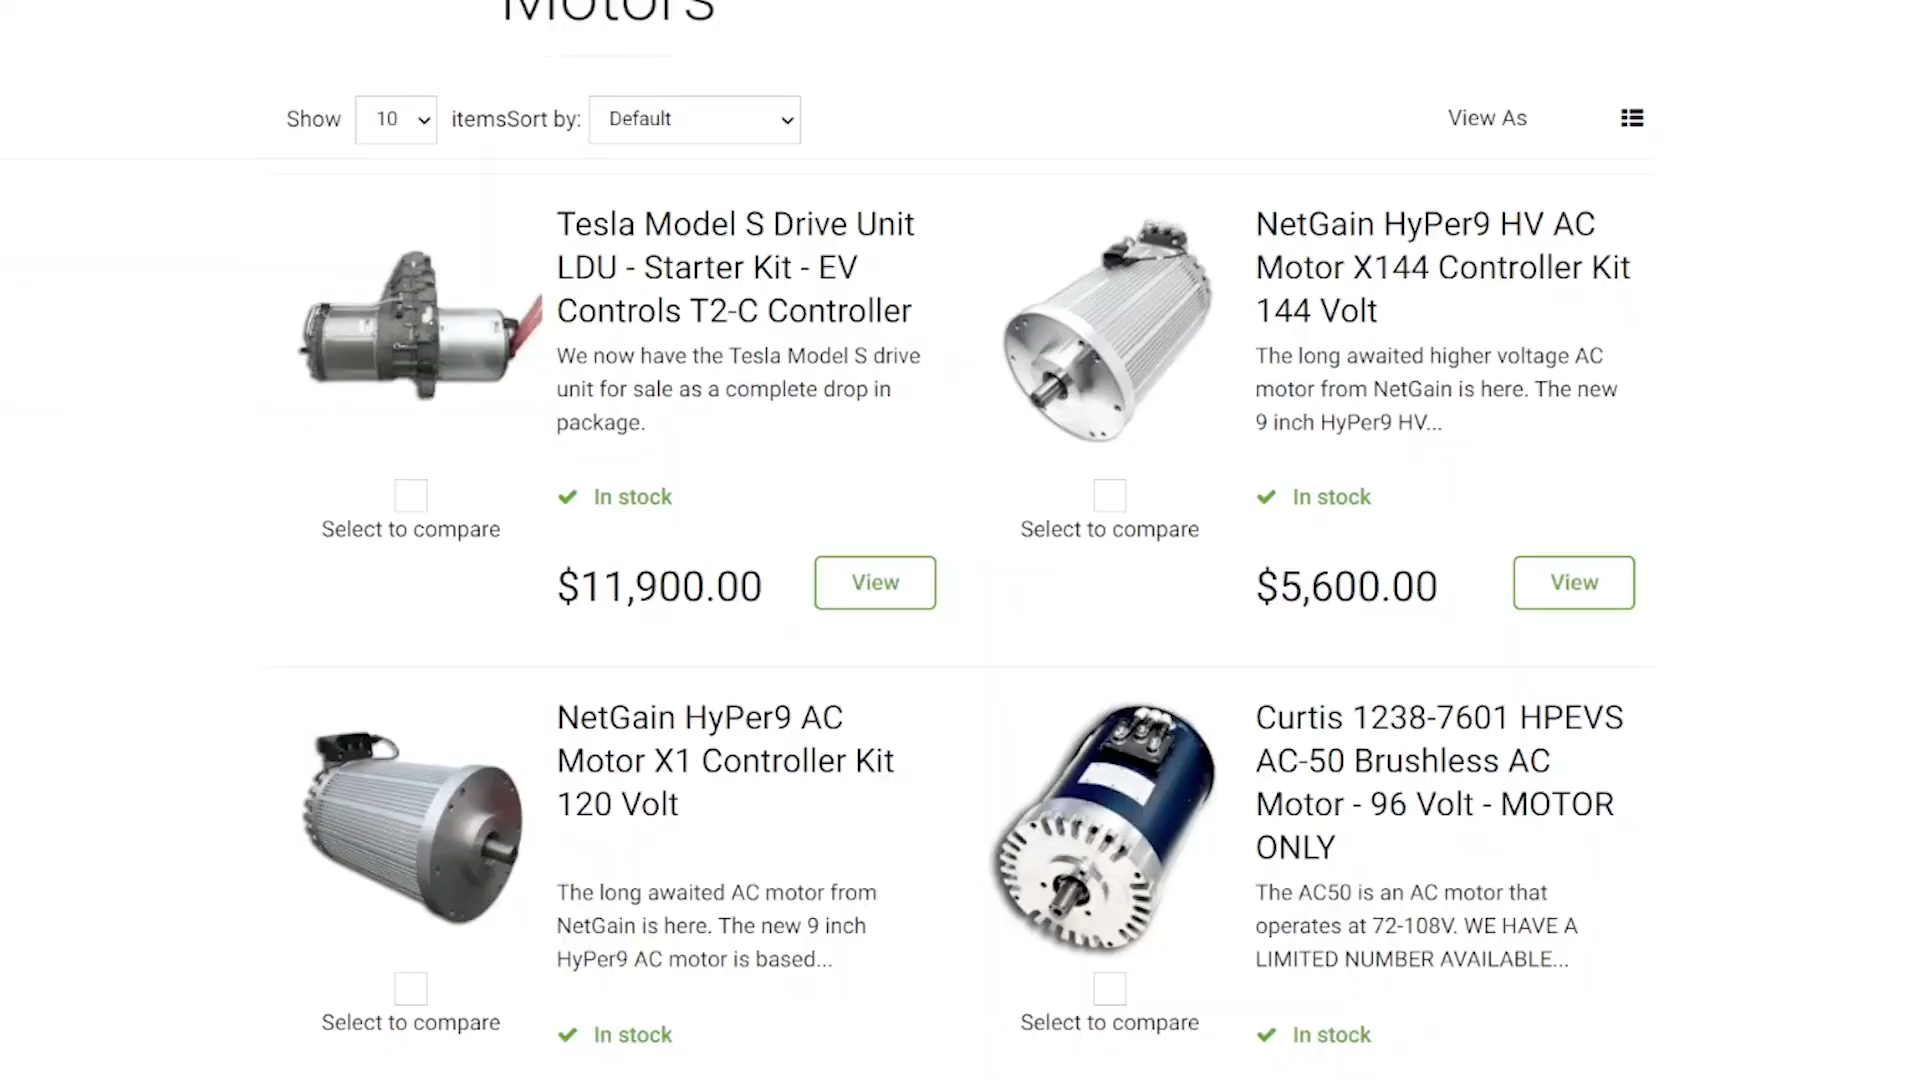 Motors
Show 10 itemsSort by: Default
View As
Tesla Model S Drive Unit
LDU - Starter Kit - EV
Controls T2-C Controller
We now have the Tesla Model S drive
unit for sale as a complete drop in
package.
Select to compare
In stock
$11,900.00
View
NetGain HyPer9 HV AC
Motor X144 Controller Kit
144 Volt
The long awaited higher voltage AC
motor from NetGain is here. The new
9 inch HyPer9 HV...
Select to compare
In stock
$5,600.00
View
NetGain HyPer9 AC
Motor X1 Controller Kit
120 Volt
The long awaited AC motor from
NetGain is here. The new 9 inch
HyPer9 AC motor is based...
Select to compare
In stock
Curtis 1238-7601 HPEVS
AC-50 Brushless AC
Motor - 96 Volt - MOTOR
ONLY
The AC50 is an AC motor that
operates at 72-108V. WE HAVE A
LIMITED NUMBER AVAILABLE...
Select to compare
In stock